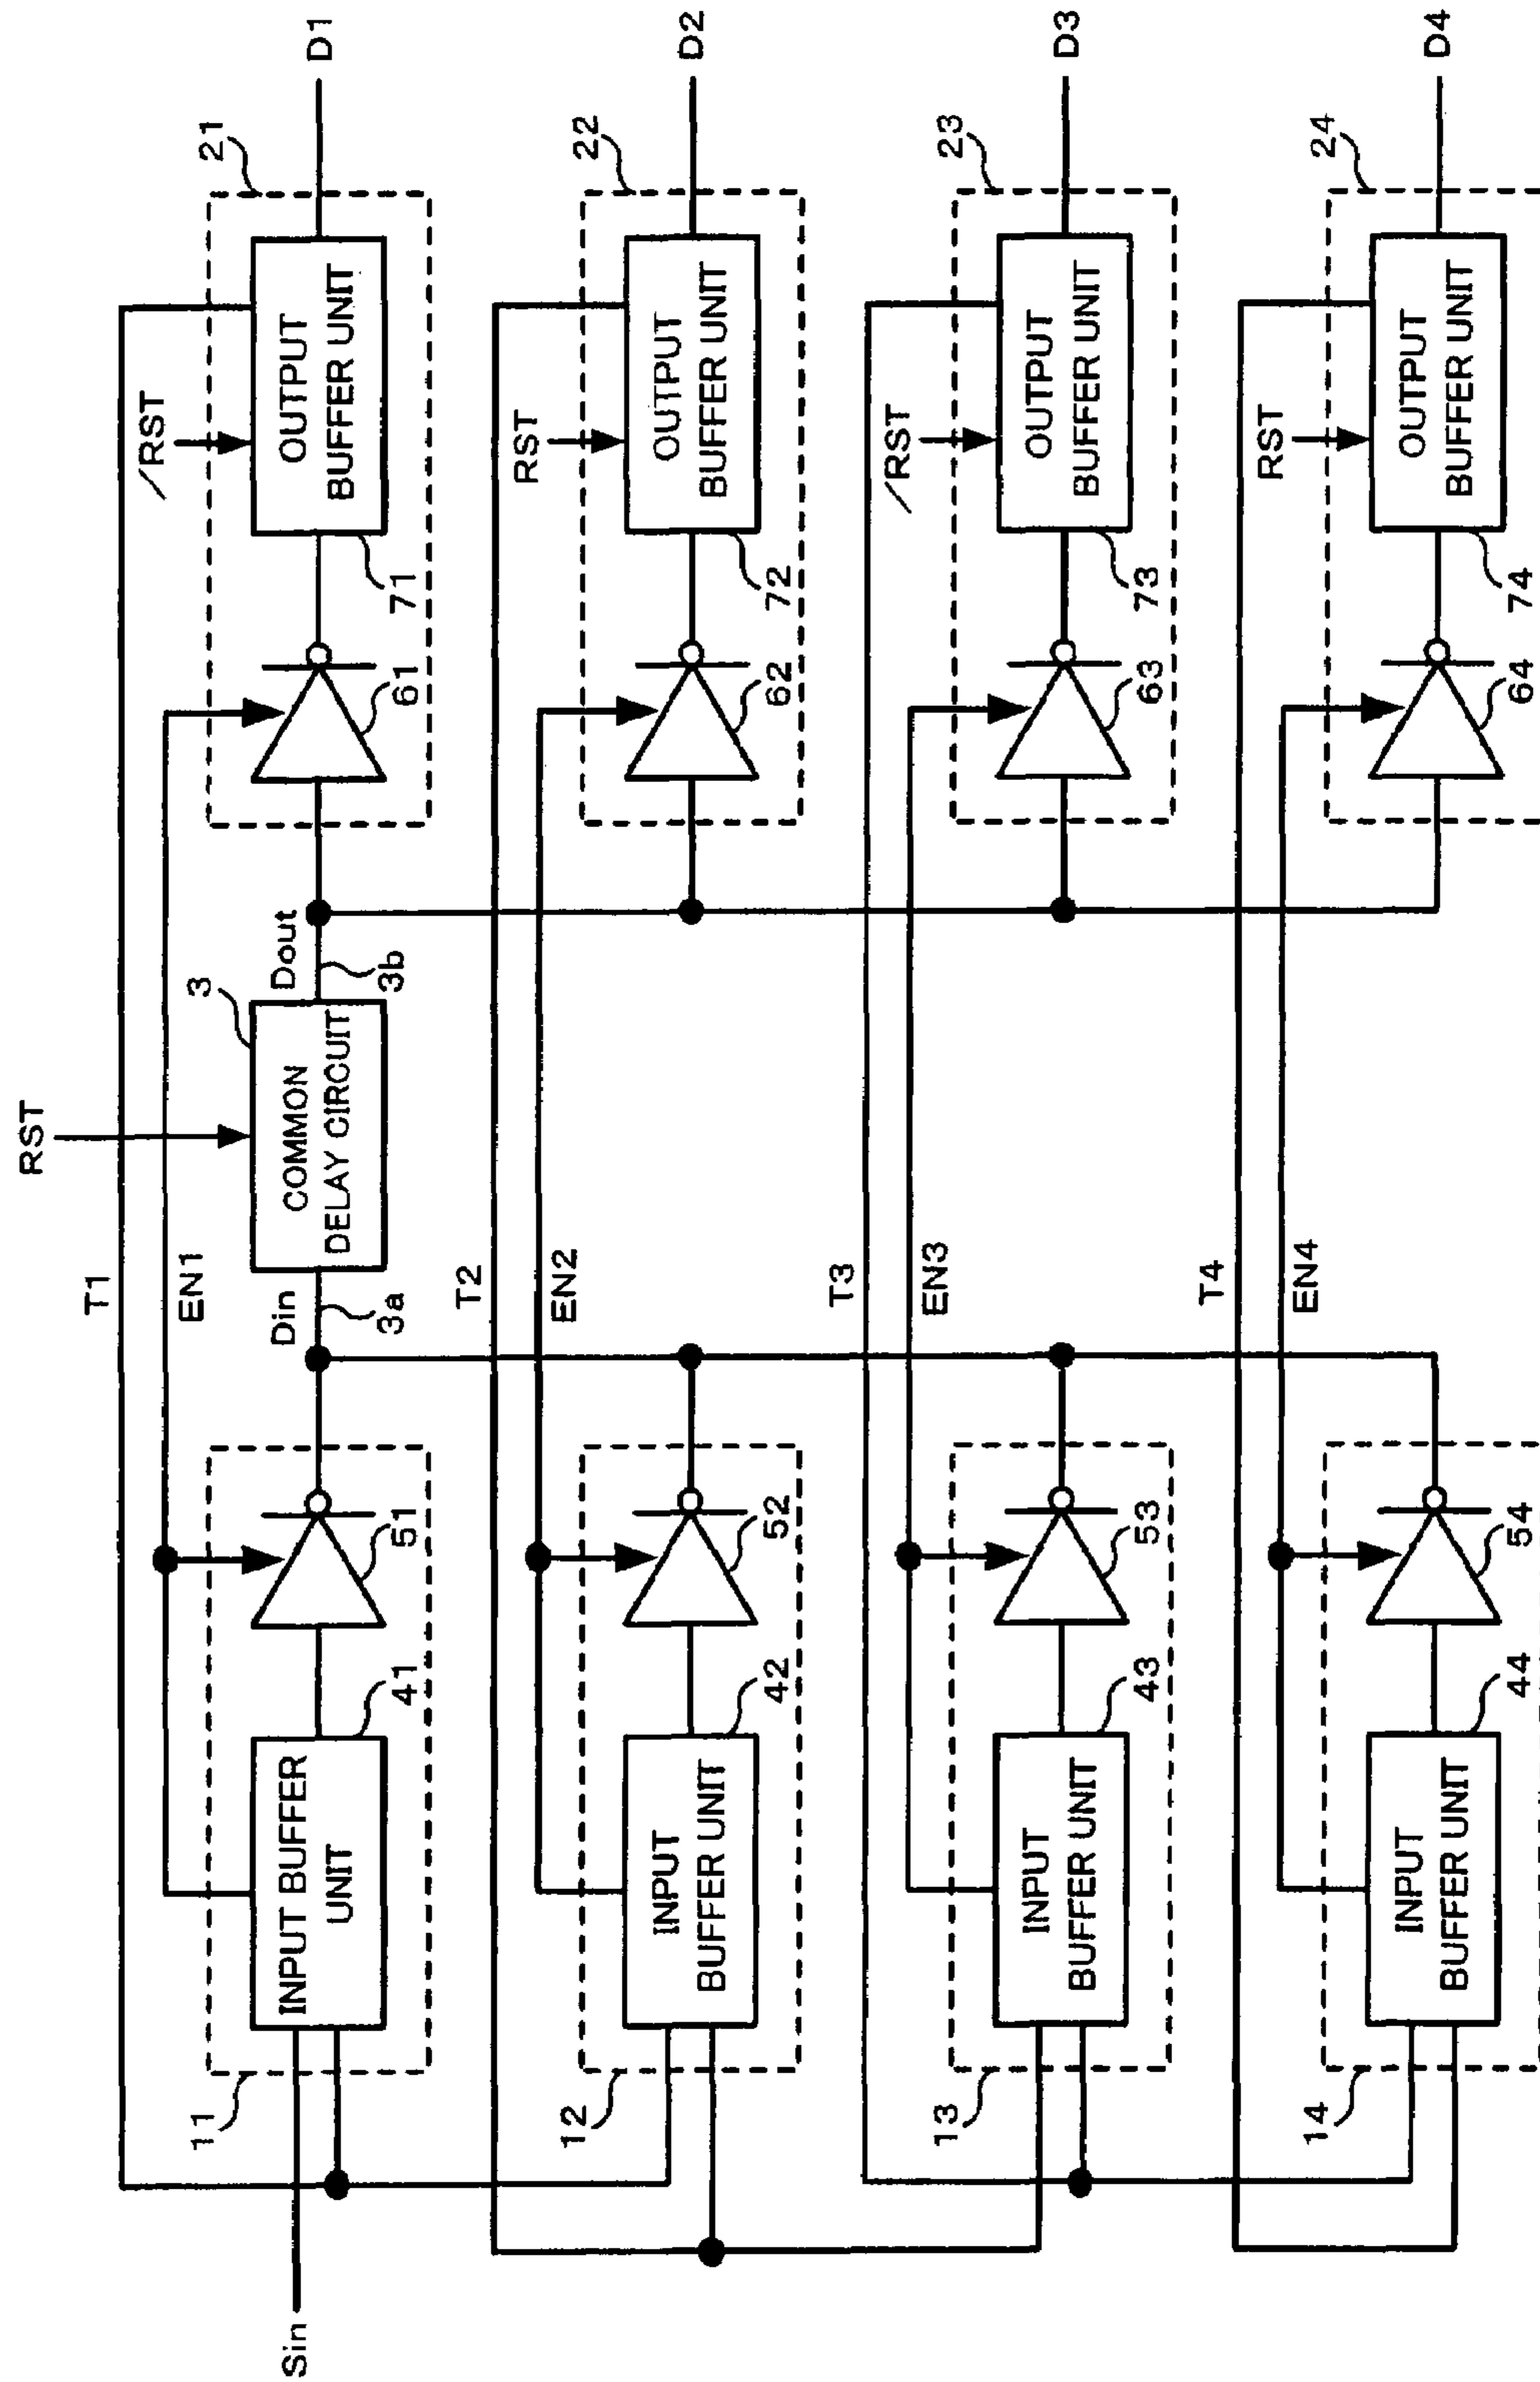 RST
T1
EN1
Sin
11
INPUT BUFFER
UNIT
41
51
Din
3a
3
COMMON
DELAY CIRCUIT
Dout
3b
61
/RST
21
OUTPUT
BUFFER UNIT
71
D1
T2
EN2
12
INPUT
BUFFER UNIT
42
52
62
RST
22
OUTPUT
BUFFER UNIT
72
D2
T3
EN3
13
INPUT
BUFFER UNIT
43
53
63
/RST
23
OUTPUT
BUFFER UNIT
73
D3
T4
EN4
14
INPUT
BUFFER UNIT
44
54
64
RST
24
OUTPUT
BUFFER UNIT
74
D4